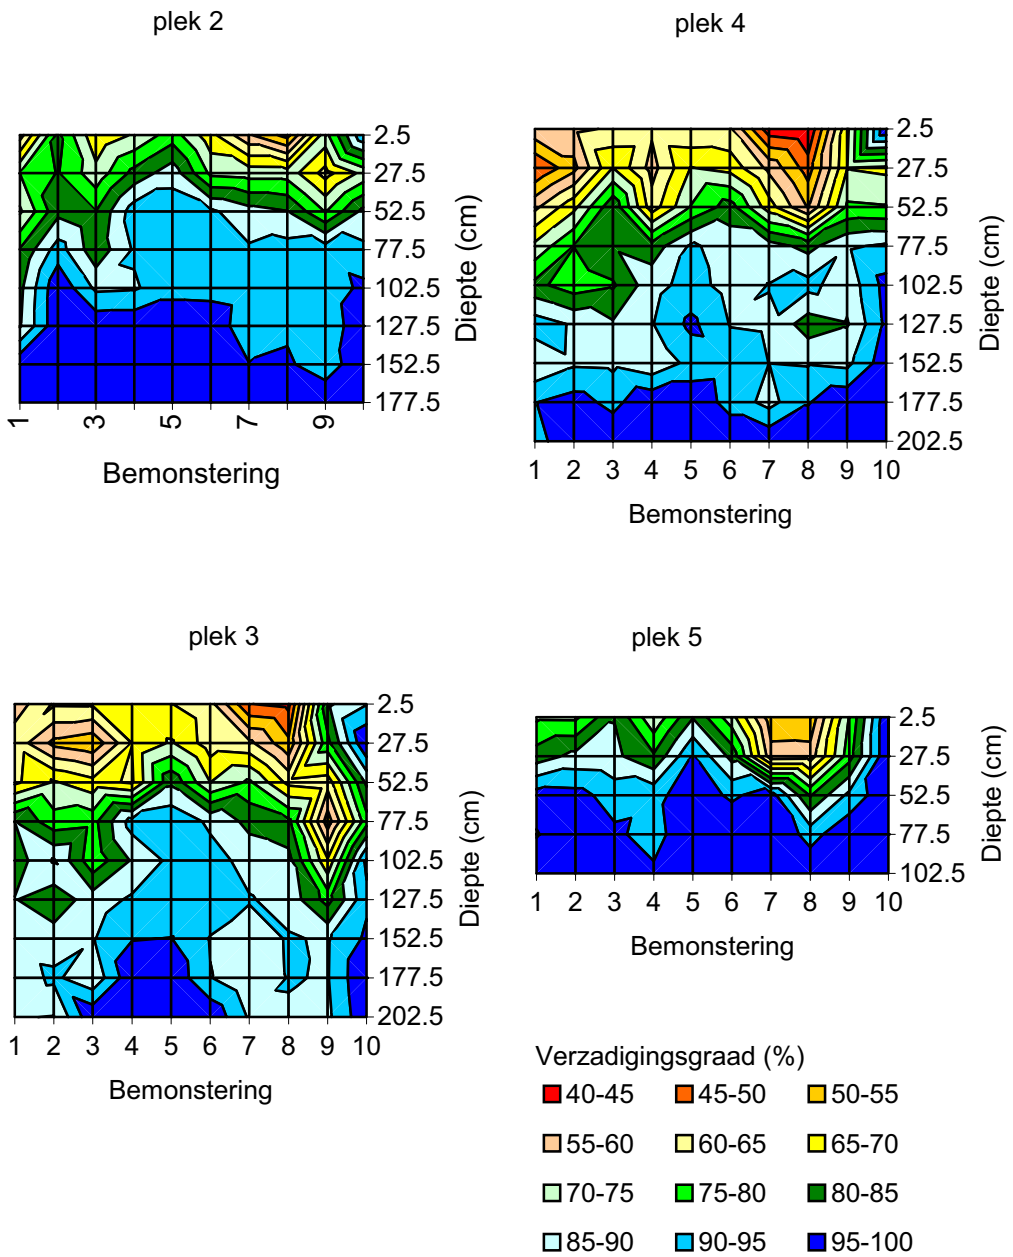 plek 2
2.5
27.5
52.5
77.5
102.5
127.5
152.5
177.5
Diepte (cm)
1 3 5 7 9
Bemonstering
plek 4
2.5
27.5
52.5
77.5
102.5
127.5
152.5
177.5
202.5
Diepte (cm)
1 2 3 4 5 6 7 8 9 10
Bemonstering
plek 3
2.5
27.5
52.5
77.5
102.5
127.5
152.5
177.5
202.5
Diepte (cm)
1 2 3 4 5 6 7 8 9 10
Bemonstering
plek 5
2.5
27.5
52.5
77.5
102.5
Diepte (cm)
1 2 3 4 5 6 7 8 9 10
Bemonstering
Verzadigingsgraad (%)
40-45 45-50 50-55
55-60 60-65 65-70
70-75 75-80 80-85
85-90 90-95 95-100